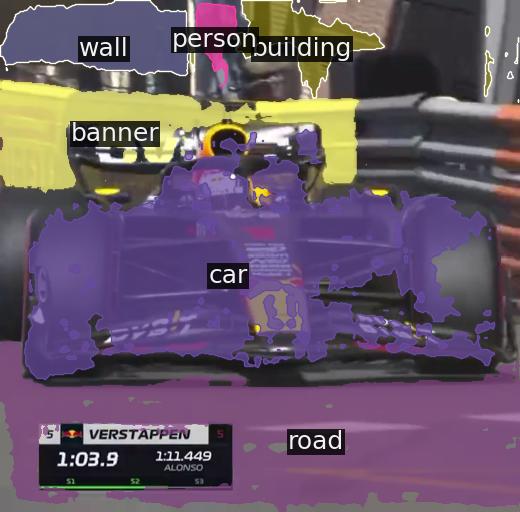 wall
person
building
banner
car
road
5 VERSTAPPEN 5
1:03.9
1:11.449
ALONSO
S1 S2 S3